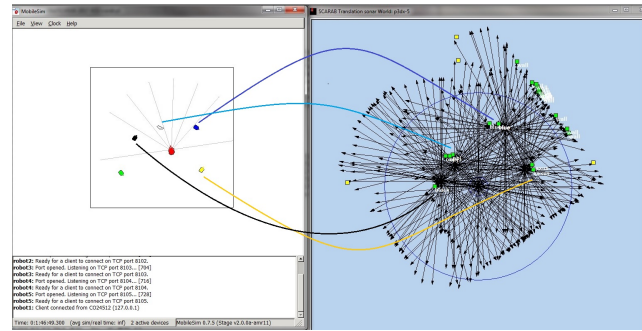 MobileSim
SCARAB Translation sonar World: p3dx-5
File View Clock Help
robot2: Ready for a client to connect on TCP port 8102.
robot3: Port opened. Listening on TCP port 8103... [704]
robot3: Ready for a client to connect on TCP port 8103.
robot4: Port opened. Listening on TCP port 8104... [716]
robot4: Ready for a client to connect on TCP port 8104.
robot5: Port opened. Listening on TCP port 8105... [728]
robot5: Ready for a client to connect on TCP port 8105.
robot1: Client connected from CO24512 (127.0.0.1)
Time: 0:1:46:49.300 (avg sim/real time: inf) 2 active devices MobileSim 0.7.5 (Stage v2.0.0a-amr11)